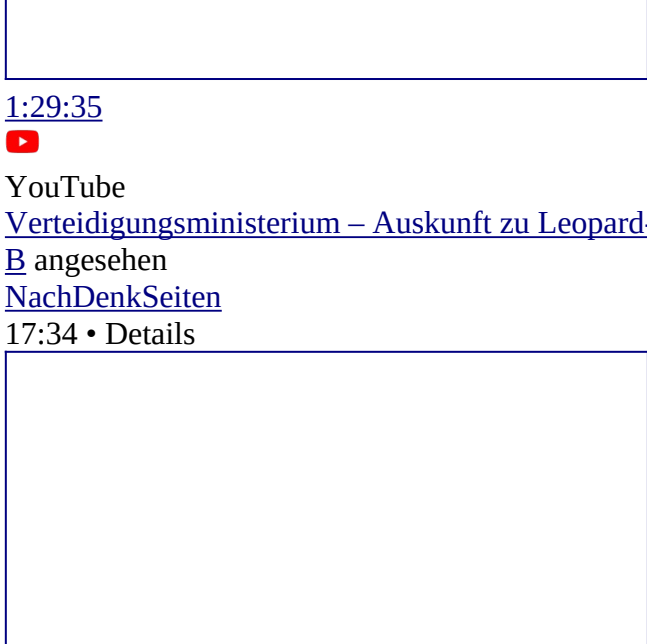 1:29:35
YouTube
Verteidigungsministerium – Auskunft zu Leopard-
B angesehen
NachDenkSeiten
17:34 • Details